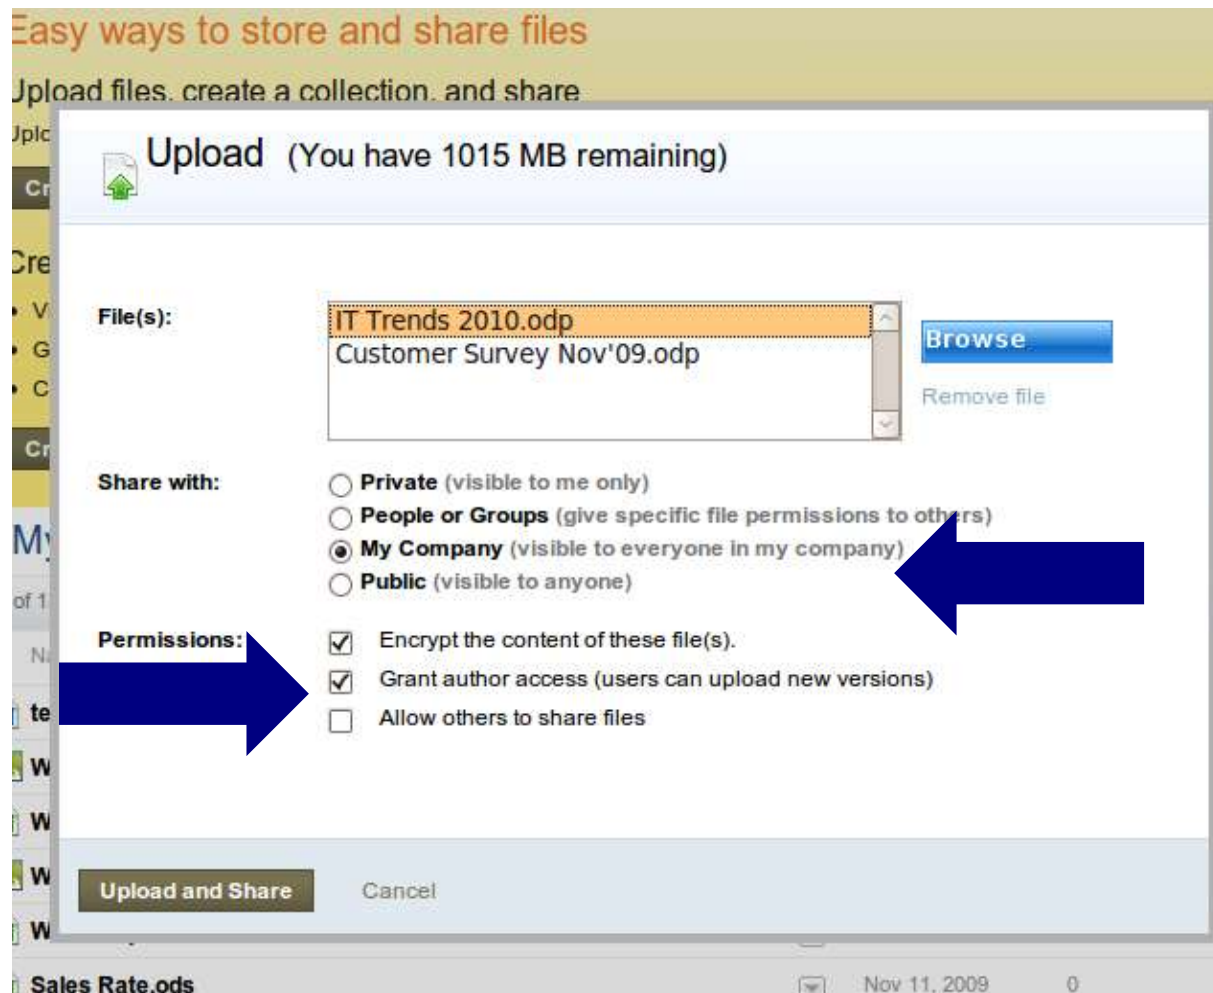 Easy ways to store and share files
Upload files, create a collection, and share
Upload (You have 1015 MB remaining)
File(s):
IT Trends 2010.odp
Customer Survey Nov'09.odp
Browse
Remove file
Share with:
Private (visible to me only)
People or Groups (give specific file permissions to others)
My Company (visible to everyone in my company)
Public (visible to anyone)
of 1
Permissions:
Encrypt the content of these file(s).
Grant author access (users can upload new versions)
Allow others to share files
Upload and Share
Cancel
Sales Rate.ods
Nov 11, 2009
0